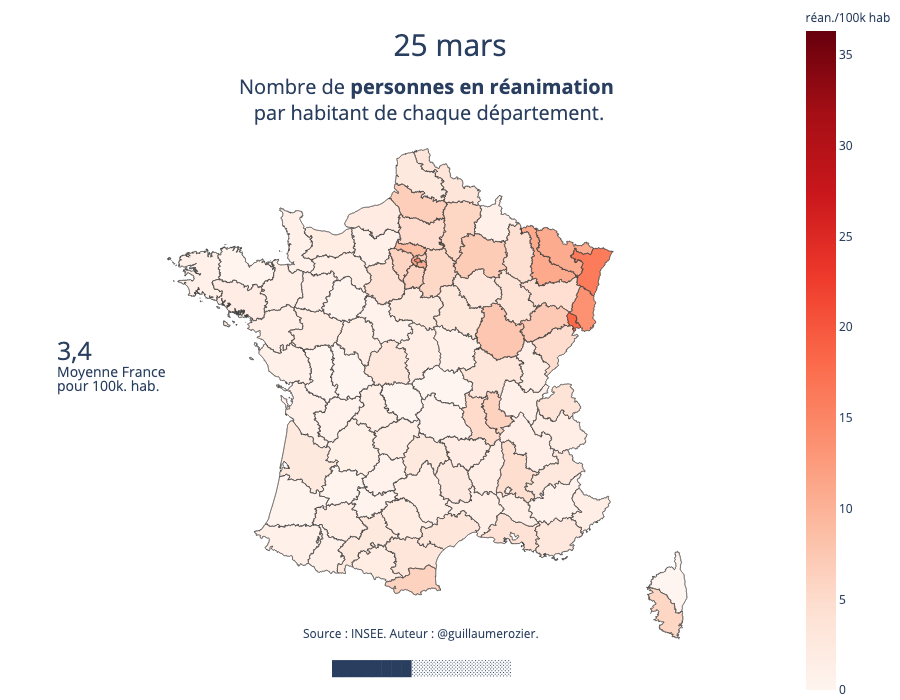 réan./100k hab
25 mars
Nombre de personnes en réanimation
par habitant de chaque département.
35
30
25
20
15
10
5
0
3,4
Moyenne France
pour 100k. hab.
Source : INSEE. Auteur : @guillaumerozier.